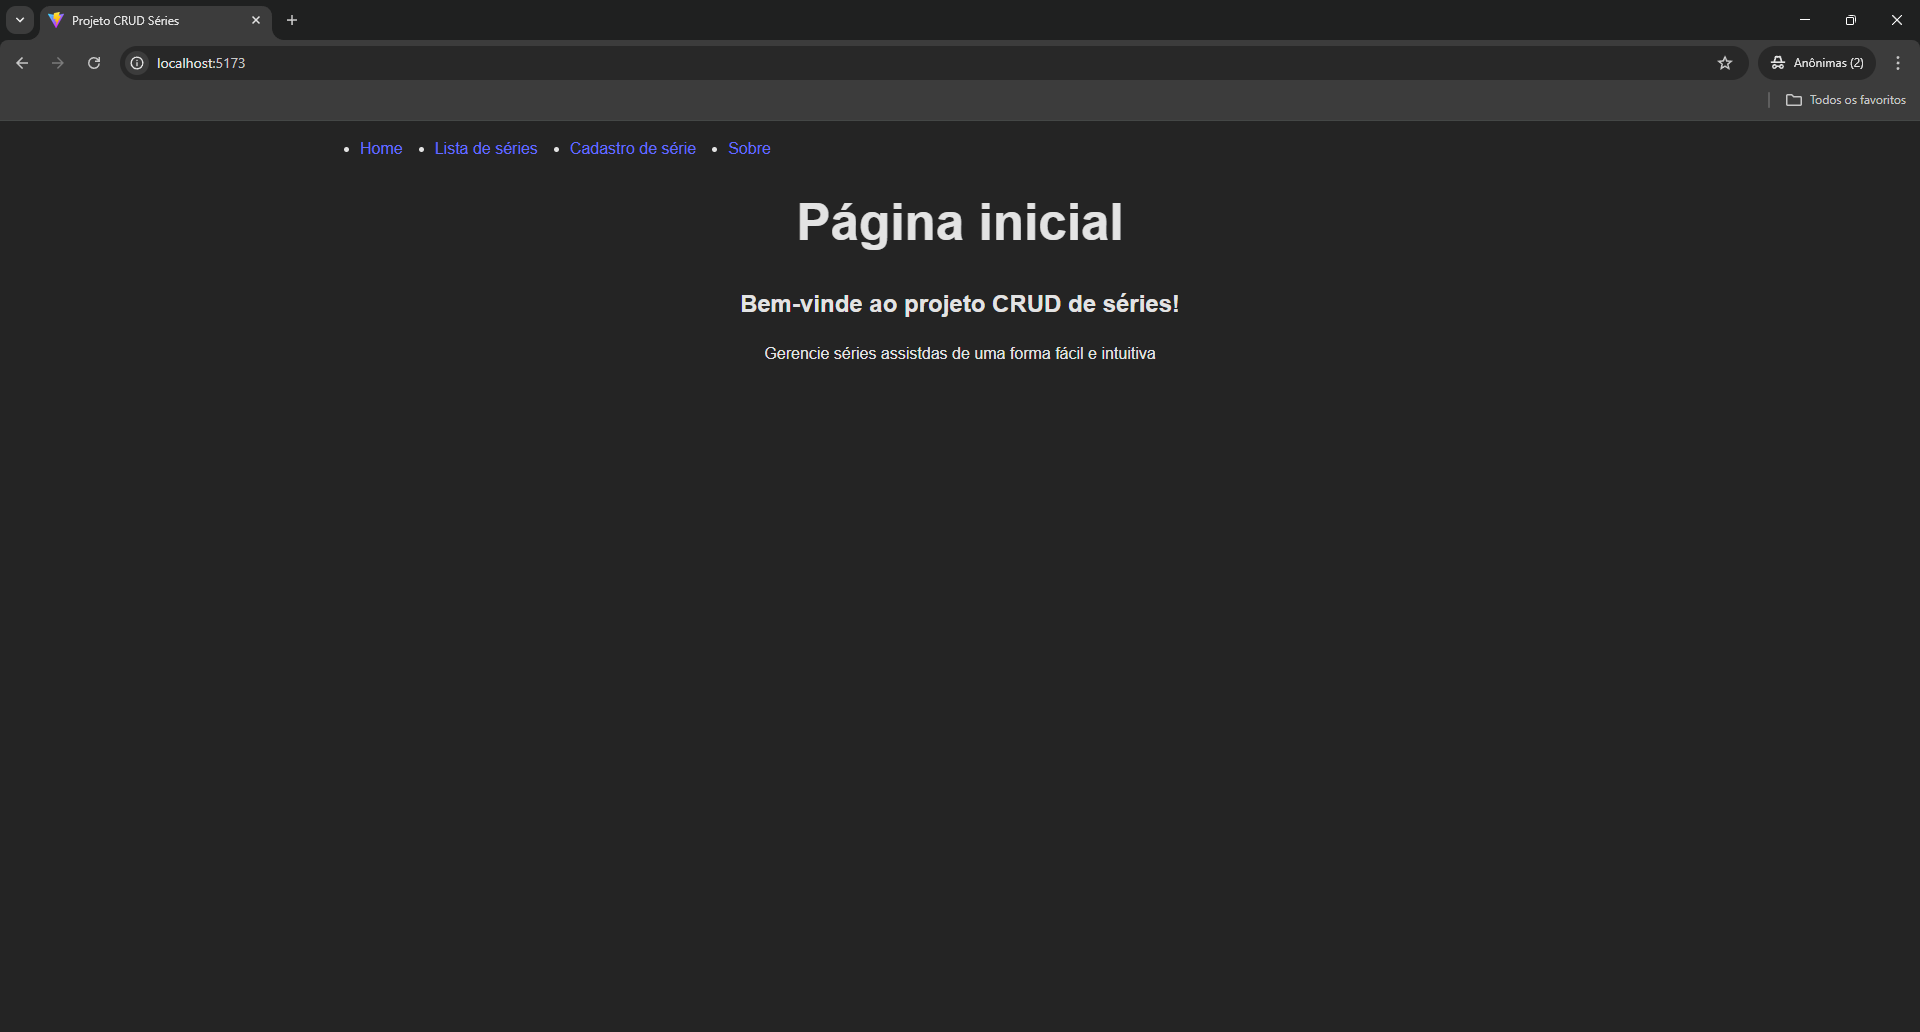 Projeto CRUD Séries
localhost:5173
Anônimas (2)
Todos os favoritos
Home Lista de séries Cadastro de série Sobre
Página inicial
Bem-vinde ao projeto CRUD de séries!
Gerencie séries assistdas de uma forma fácil e intuitiva